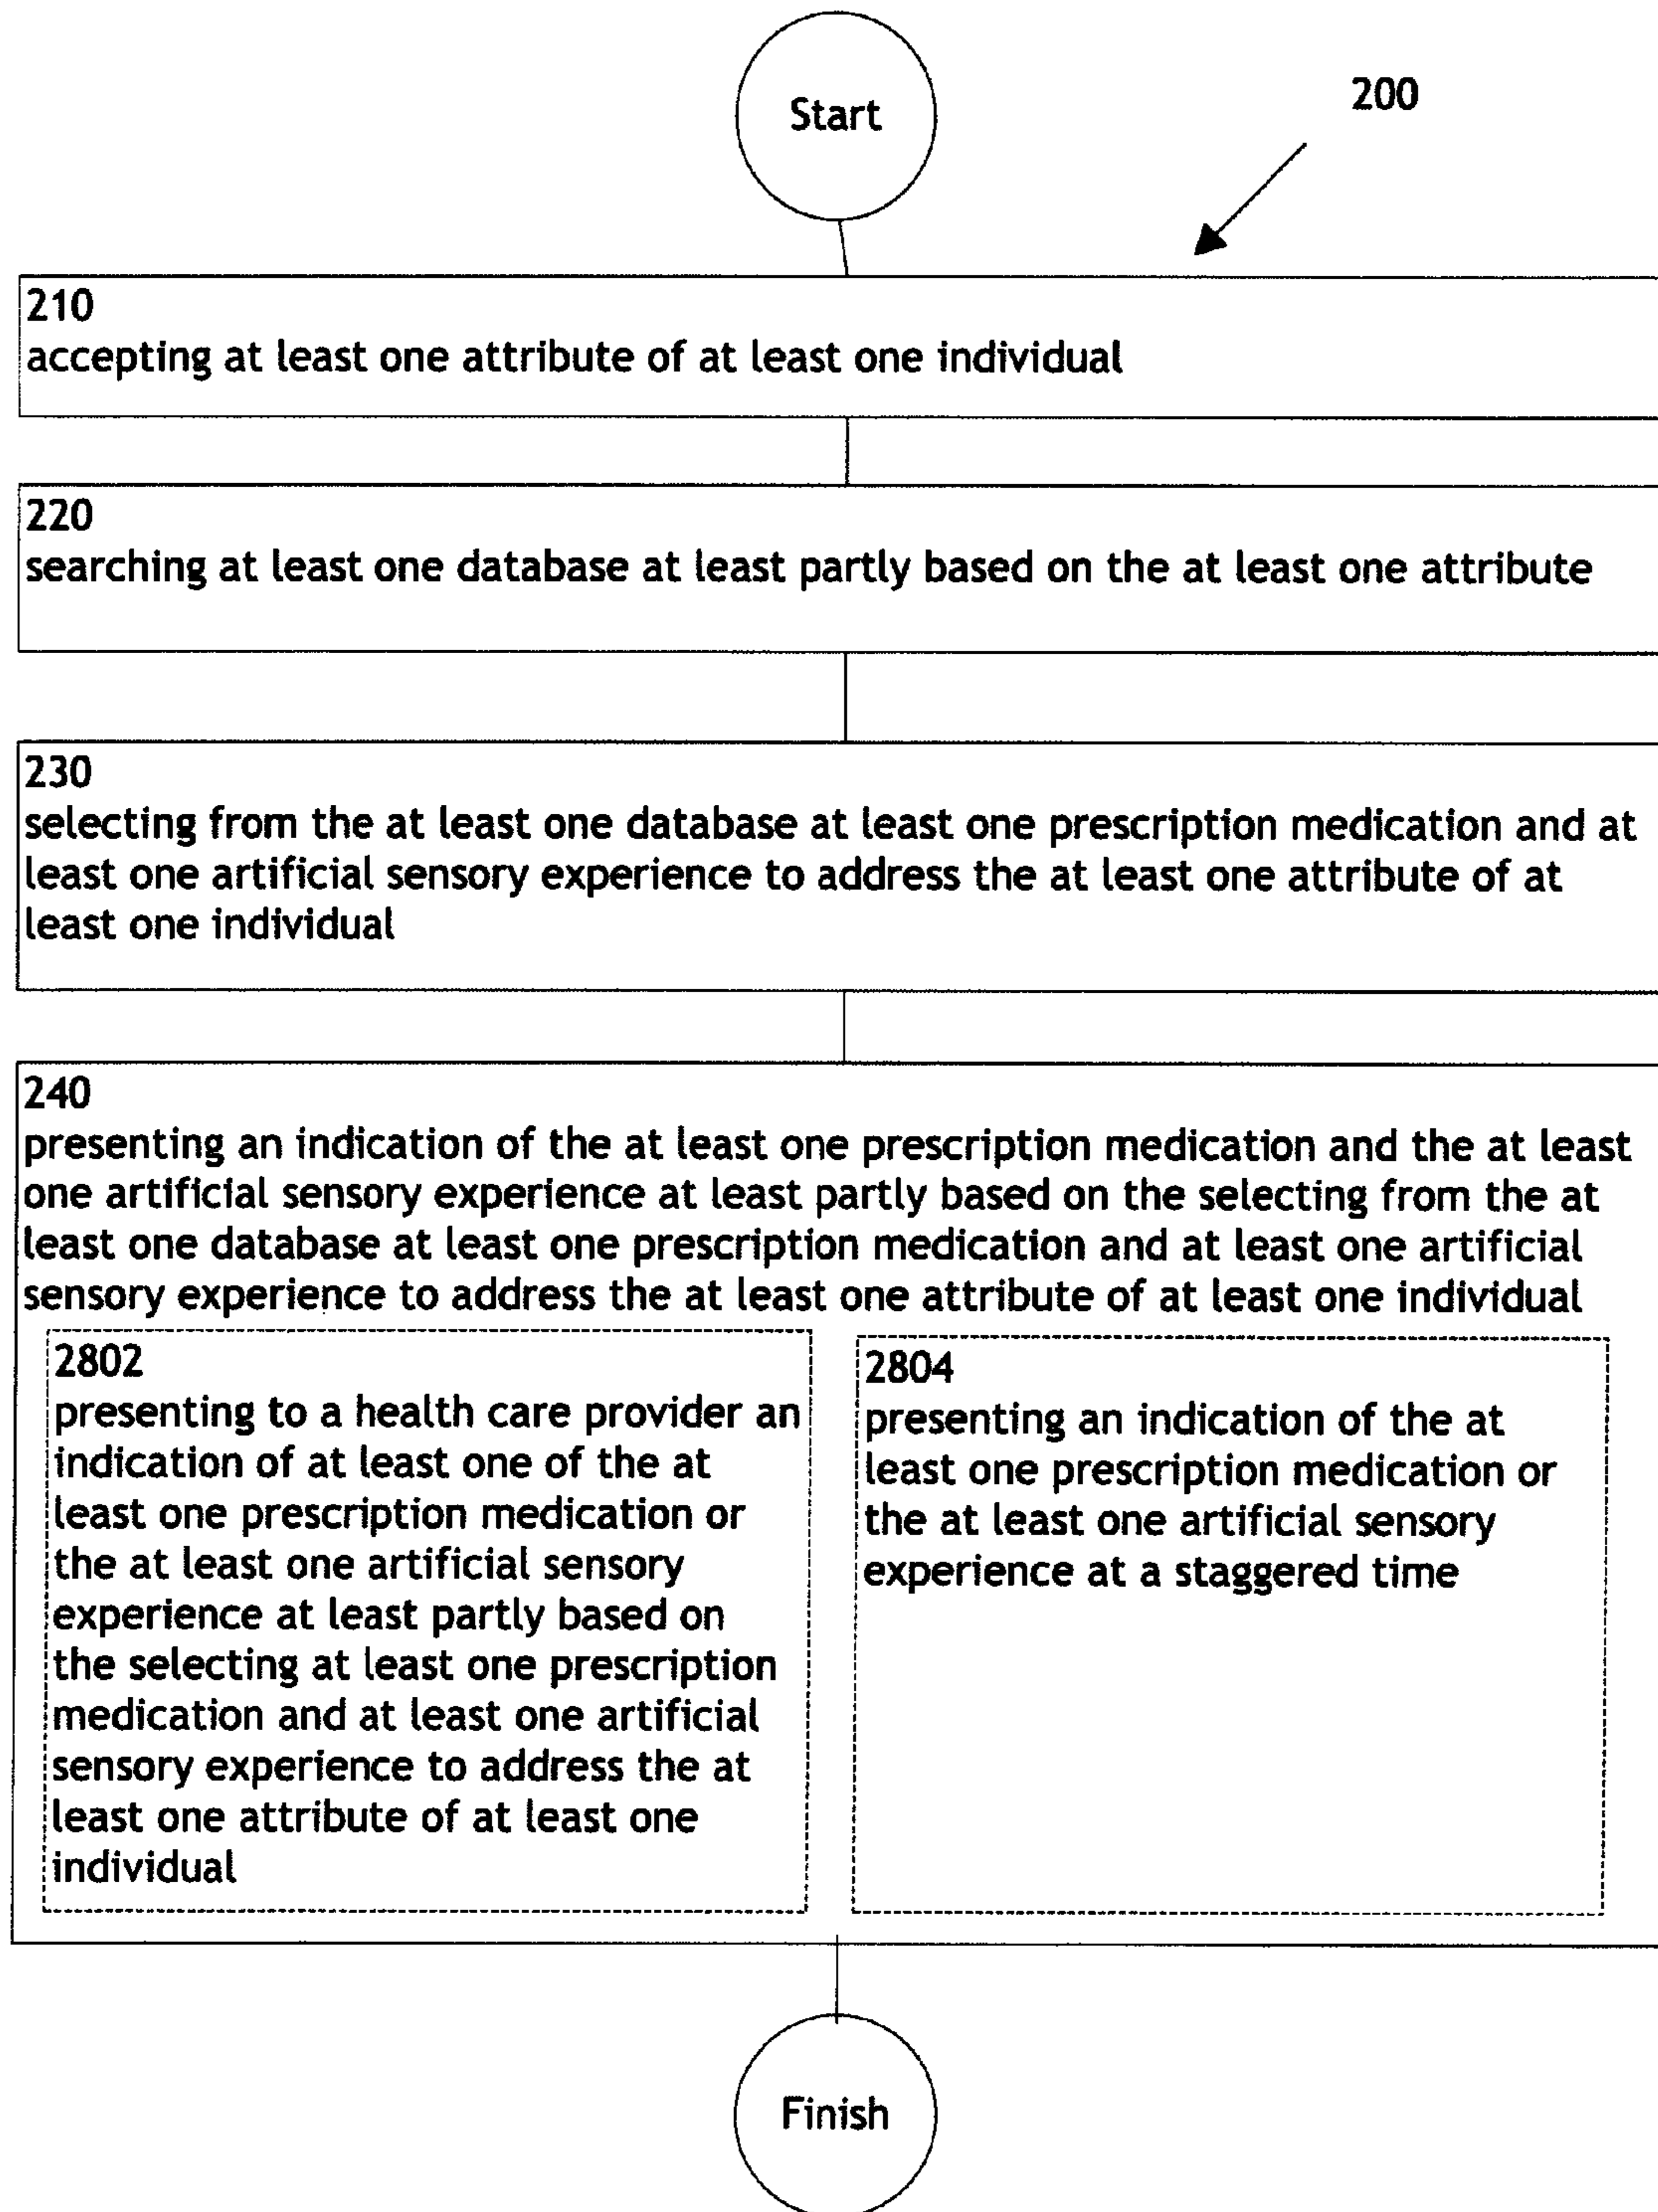 Start
200
210
accepting at least one attribute of at least one individual
220
searching at least one database at least partly based on the at least one attribute
230
selecting from the at least one database at least one prescription medication and at
least one artificial sensory experience to address the at least one attribute of at
least one individual
240
presenting an indication of the at least one prescription medication and the at least
one artificial sensory experience at least partly based on the selecting from the at
least one database at least one prescription medication and at least one artificial
sensory experience to address the at least one attribute of at least one individual
2802
presenting to a health care provider an
indication of at least one of the at
least one prescription medication or
the at least one artificial sensory
experience at least partly based on
the selecting at least one prescription
medication and at least one artificial
sensory experience to address the at
least one attribute of at least one
individual
2804
presenting an indication of the at
least one prescription medication or
the at least one artificial sensory
experience at a staggered time
Finish